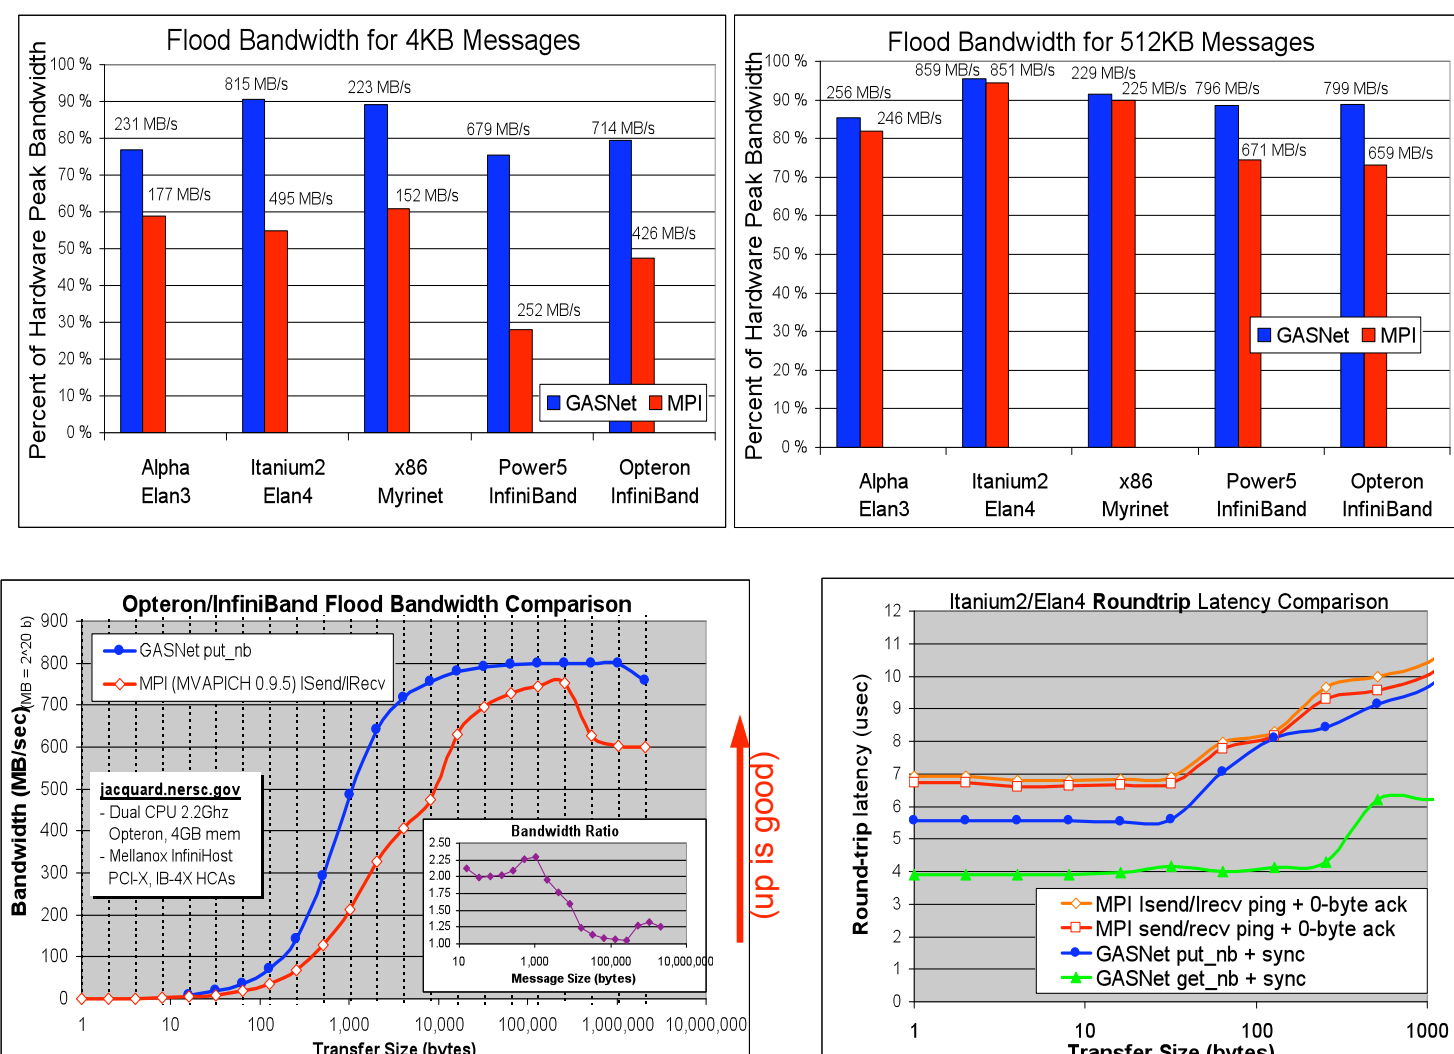 Flood Bandwidth for 4KB Messages
Percent of Hardware Peak Bandwidth
100 %
90 %
80 %
70 %
60 %
50 %
40 %
30 %
20 %
10 %
0 %
231 MB/s
177 MB/s
815 MB/s
495 MB/s
223 MB/s
152 MB/s
679 MB/s
252 MB/s
714 MB/s
426 MB/s
GASNet MPI
Alpha Elan3
Itanium2 Elan4
x86 Myrinet
Power5 InfiniBand
Opteron InfiniBand
Flood Bandwidth for 512KB Messages
Percent of Hardware Peak Bandwidth
100 %
90 %
80 %
70 %
60 %
50 %
40 %
30 %
20 %
10 %
0 %
256 MB/s
246 MB/s
859 MB/s
851 MB/s
229 MB/s
225 MB/s
796 MB/s
671 MB/s
799 MB/s
659 MB/s
GASNet MPI
Alpha Elan3
Itanium2 Elan4
x86 Myrinet
Power5 InfiniBand
Opteron InfiniBand
Opteron/InfiniBand Flood Bandwidth Comparison
Bandwidth (MB/sec) (MB = 2^20 b)
900
800
700
600
500
400
300
200
100
0
GASNet put_nb
MPI (MVAPICH 0.9.5) ISend/IRecv
jacquard.nersc.gov
- Dual CPU 2.2Ghz
Opteron, 4GB mem
- Mellanox InfiniHost
PCI-X, IB-4X HCAs
Bandwidth Ratio
2.50
2.25
2.00
1.75
1.50
1.25
1.00
10 1,000 100,000 10,000,000
Message Size (bytes)
1 10 100 1,000 10,000 100,000 1,000,000 10,000,000
Transfer Size (bytes)
(up is good)
Itanium2/Elan4 Roundtrip Latency Comparison
Round-trip latency (usec)
12
11
10
9
8
7
6
5
4
3
2
1
0
MPI Isend/Irecv ping + 0-byte ack
MPI send/recv ping + 0-byte ack
GASNet put_nb + sync
GASNet get_nb + sync
1 10 100 1000
Transfer Size (bytes)